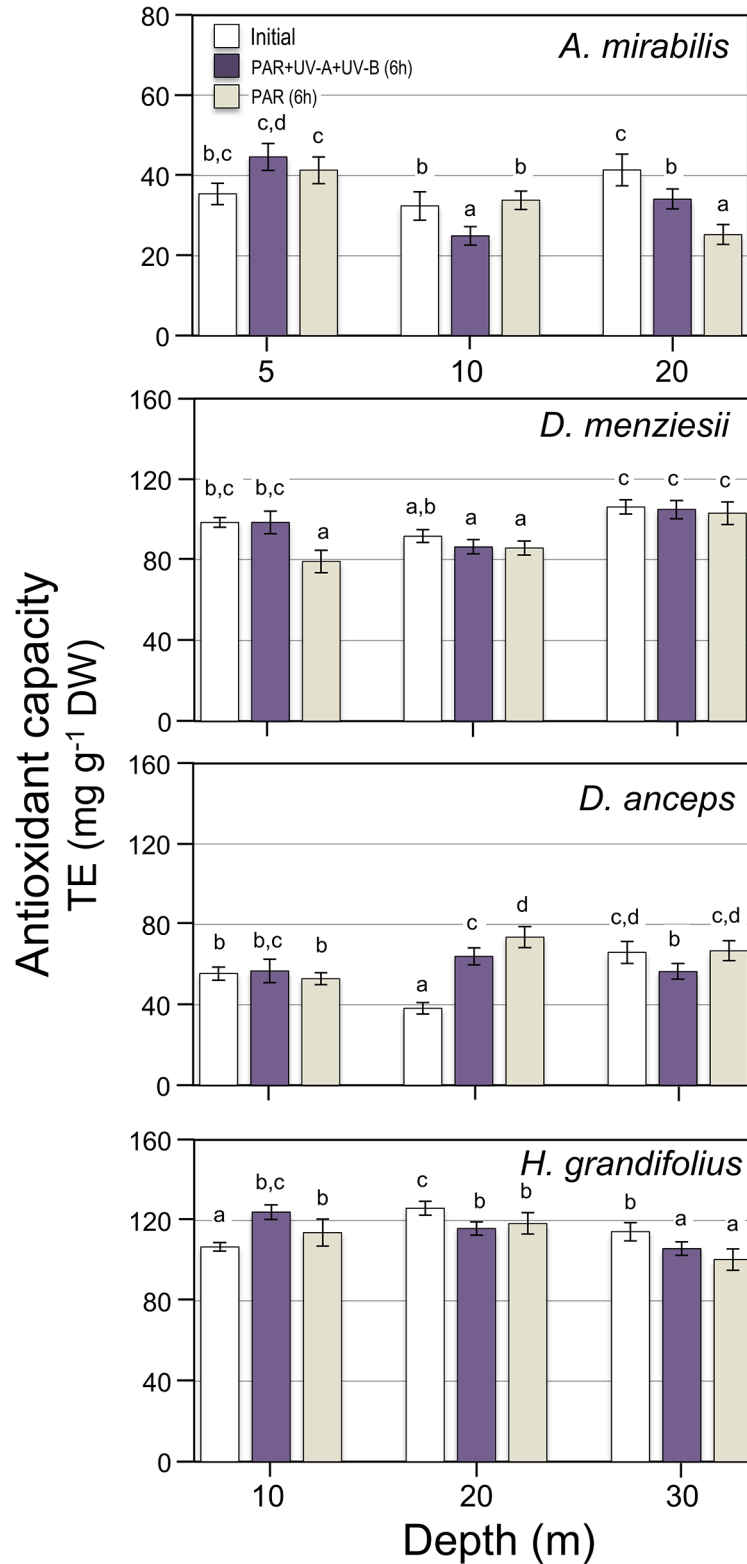 80
A. mirabilis
Initial
PAR+UV-A+UV-B (6h)
PAR (6h)
60
c,d
c
b,c
c
b
b
b
a
a
40
20
0
5
10
20
160
D. menziesii
120
b,c
b,c
a
a,b
a
a
c
c
c
80
40
0
Antioxidant capacity
TE (mg g-1 DW)
160
D. anceps
120
80
b
b,c
b
a
c
d
c,d
b
c,d
40
0
160
H. grandifolius
120
a
b,c
b
c
b
b
b
a
a
80
40
0
10
20
30
Depth (m)